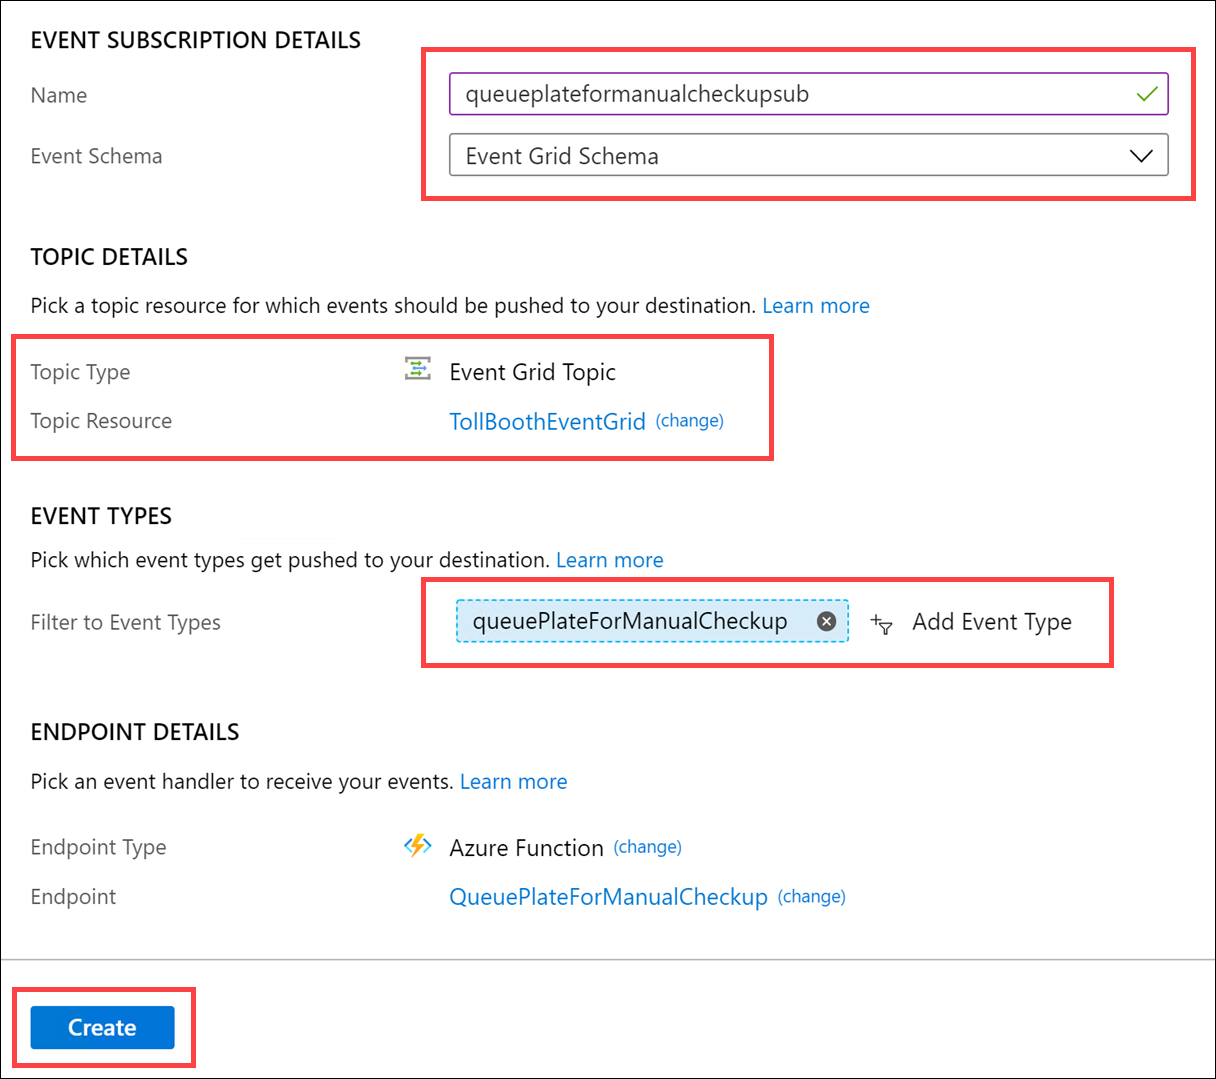 EVENT SUBSCRIPTION DETAILS
Name queueplateformanualcheckupsub
Event Schema Event Grid Schema
TOPIC DETAILS
Pick a topic resource for which events should be pushed to your destination. Learn more
Topic Type Event Grid Topic
Topic Resource TollBoothEventGrid (change)
EVENT TYPES
Pick which event types get pushed to your destination. Learn more
Filter to Event Types queuePlateForManualCheckup Add Event Type
ENDPOINT DETAILS
Pick an event handler to receive your events. Learn more
Endpoint Type Azure Function (change)
Endpoint QueuePlateForManualCheckup (change)
Create